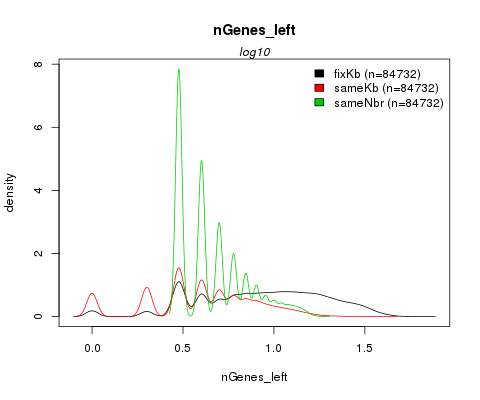 nGenes_left
log10
fixKb (n=84732)
sameKb (n=84732)
sameNbr (n=84732)
density
8
6
4
2
0
0.0 0.5 1.0 1.5
nGenes_left